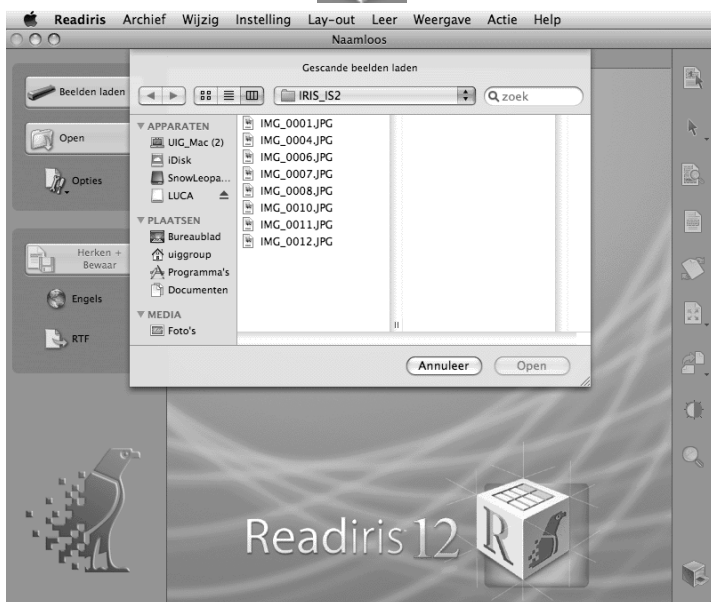 Readiris Archief Wijzig Instelling Lay-out Leer Weergave Actie Help
Naamloos
Beelden laden
Open
Opties
Herken +
Bewaar
Engels
RTF
Gescande beelden laden
IRIS_IS2
zoek
APPARATEN
UIG_Mac (2)
iDisk
SnowLeopa...
LUCA
PLAATSEN
Bureaublad
uiggroup
Programma's
Documenten
MEDIA
Foto's
IMG_0001.JPG
IMG_0004.JPG
IMG_0006.JPG
IMG_0007.JPG
IMG_0008.JPG
IMG_0010.JPG
IMG_0011.JPG
IMG_0012.JPG
Annuleer
Open
Readiris 12
R